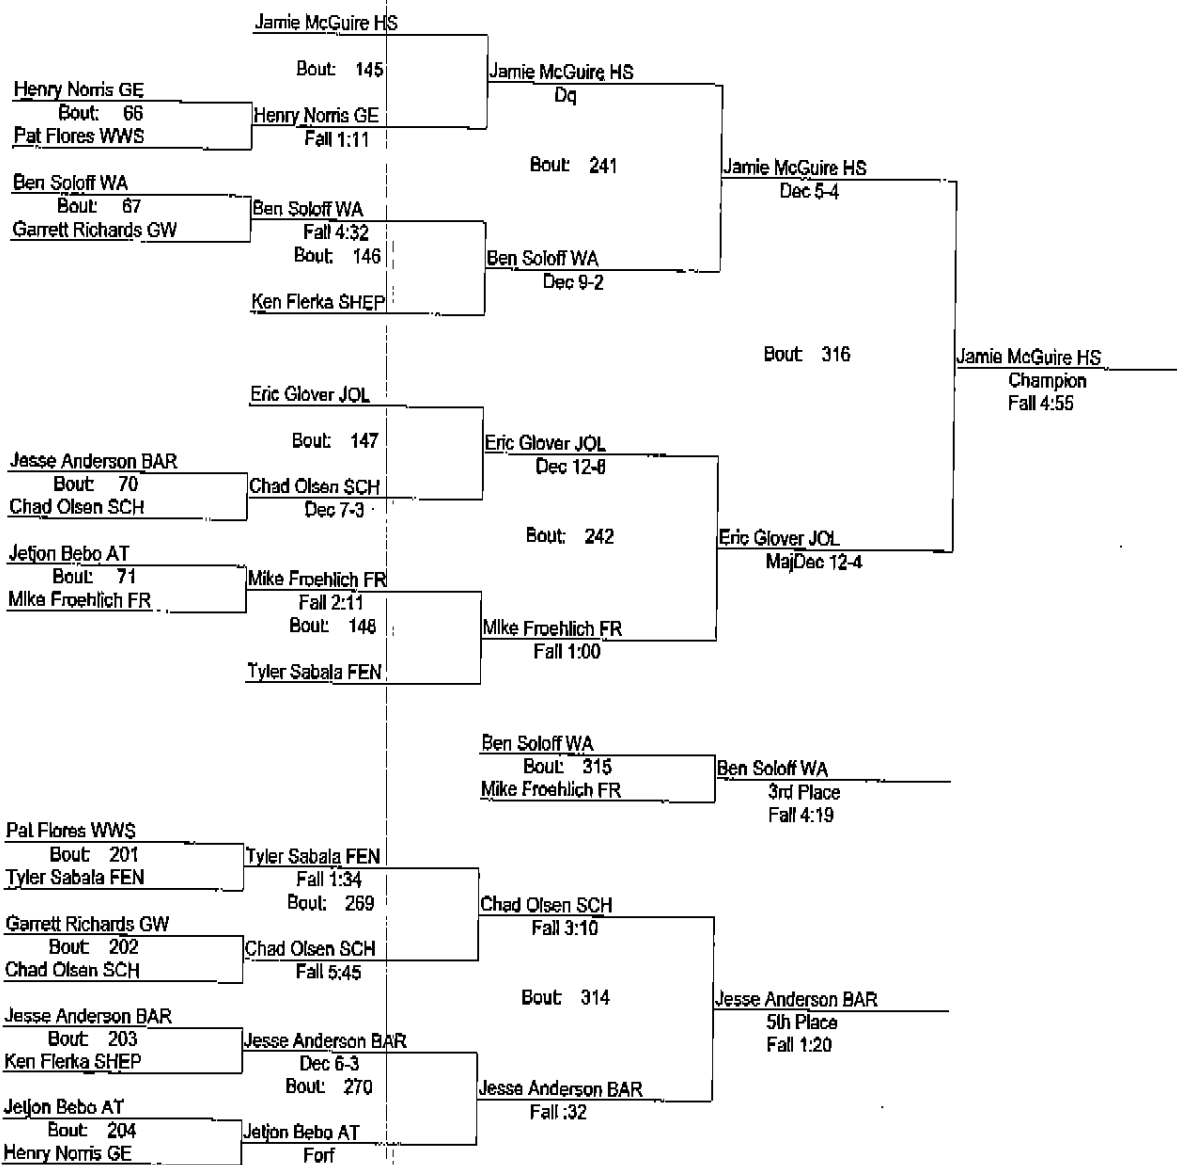 Jamie McGuire HS
Bout: 145
Jamie McGuire HS
Dq
Henry Norris GE
Bout: 66
Pat Flores WWS
Henry Norris GE
Fall 1:11
Bout: 241
Jamie McGuire HS
Dec 5-4
Ben Soloff WA
Bout: 67
Garrett Richards GW
Ben Soloff WA
Fall 4:32
Bout: 146
Ben Soloff WA
Dec 9-2
Ken Flerka SHEP
Bout: 316
Jamie McGuire HS
Champion
Fall 4:55
Eric Glover JOL
Bout: 147
Eric Glover JOL
Dec 12-8
Jesse Anderson BAR
Bout: 70
Chad Olsen SCH
Chad Olsen SCH
Dec 7-3
Bout: 242
Eric Glover JOL
MajDec 12-4
Jetjon Bebo AT
Bout: 71
Mike Froehlich FR
Mike Froehlich FR
Fall 2:11
Bout: 148
Mike Froehlich FR
Fall 1:00
Tyler Sabala FEN
Ben Soloff WA
Bout: 315
Mike Froehlich FR
Ben Soloff WA
3rd Place
Fall 4:19
Pat Flores WWS
Bout: 201
Tyler Sabala FEN
Tyler Sabala FEN
Fall 1:34
Bout: 269
Chad Olsen SCH
Fall 3:10
Garrett Richards GW
Bout: 202
Chad Olsen SCH
Chad Olsen SCH
Fall 5:45
Bout: 314
Jesse Anderson BAR
5th Place
Fall 1:20
Jesse Anderson BAR
Bout: 203
Ken Flerka SHEP
Jesse Anderson BAR
Dec 6-3
Bout: 270
Jesse Anderson BAR
Fall :32
Jetjon Bebo AT
Bout: 204
Henry Norris GE
Jetjon Bebo AT
Forf